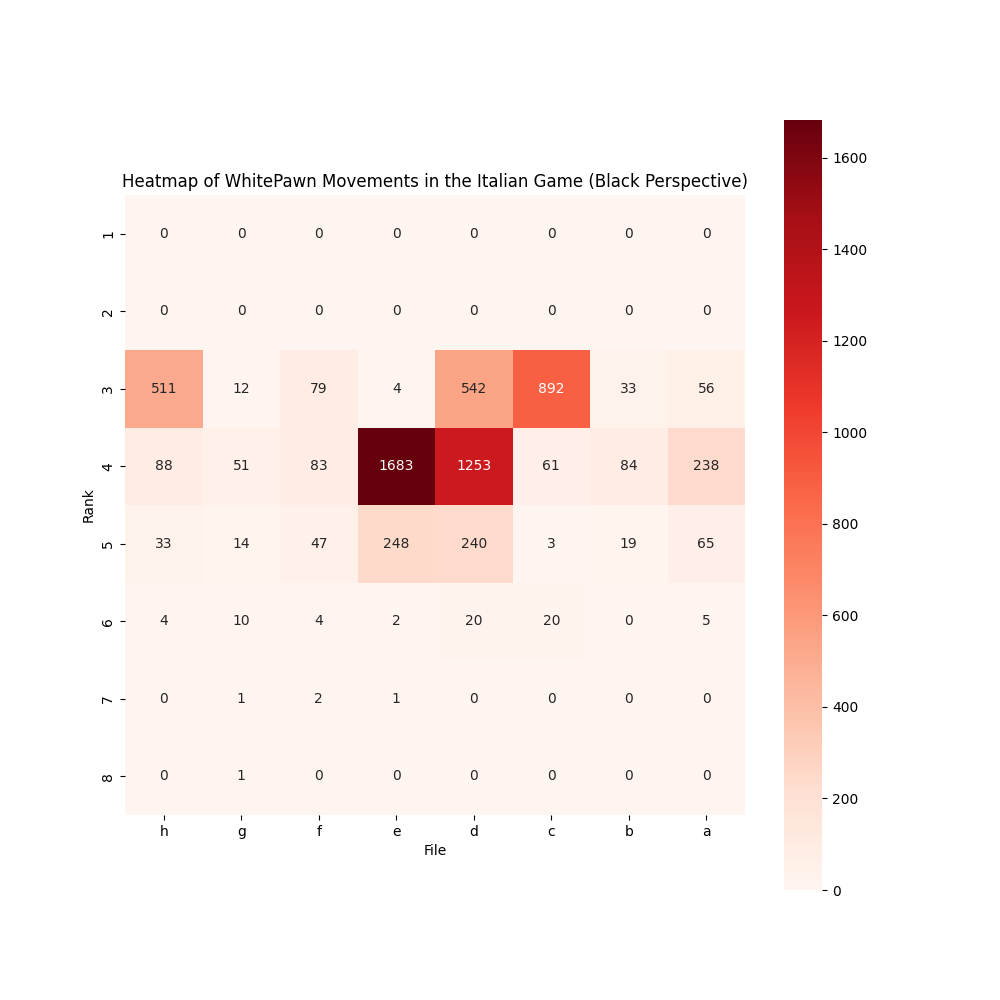 Heatmap of WhitePawn Movements in the Italian Game (Black Perspective)
1 0 0 0 0 0 0 0 0
2 0 0 0 0 0 0 0 0
3 511 12 79 4 542 892 33 56
4 88 51 83 1683 1253 61 84 238
Rank
5 33 14 47 248 240 3 19 65
6 4 10 4 2 20 20 0 5
7 0 1 2 1 0 0 0 0
8 0 1 0 0 0 0 0 0
h g f e d c b a
File
1600
1400
1200
1000
800
600
400
200
0